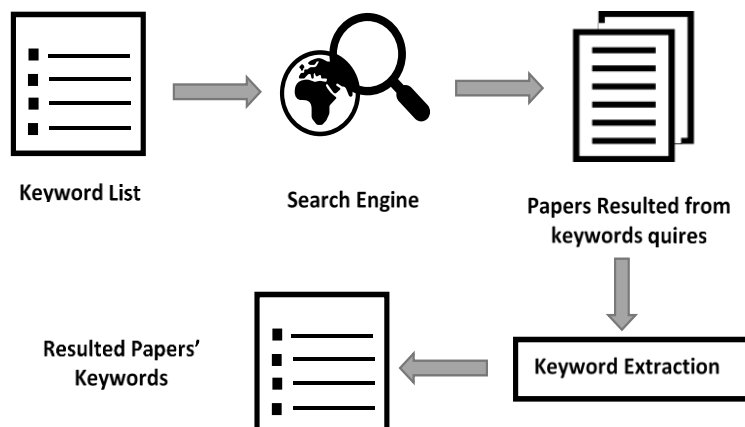 Keyword List
Search Engine
Papers Resulted from
keywords quires
Keyword Extraction
Resulted Papers’
Keywords